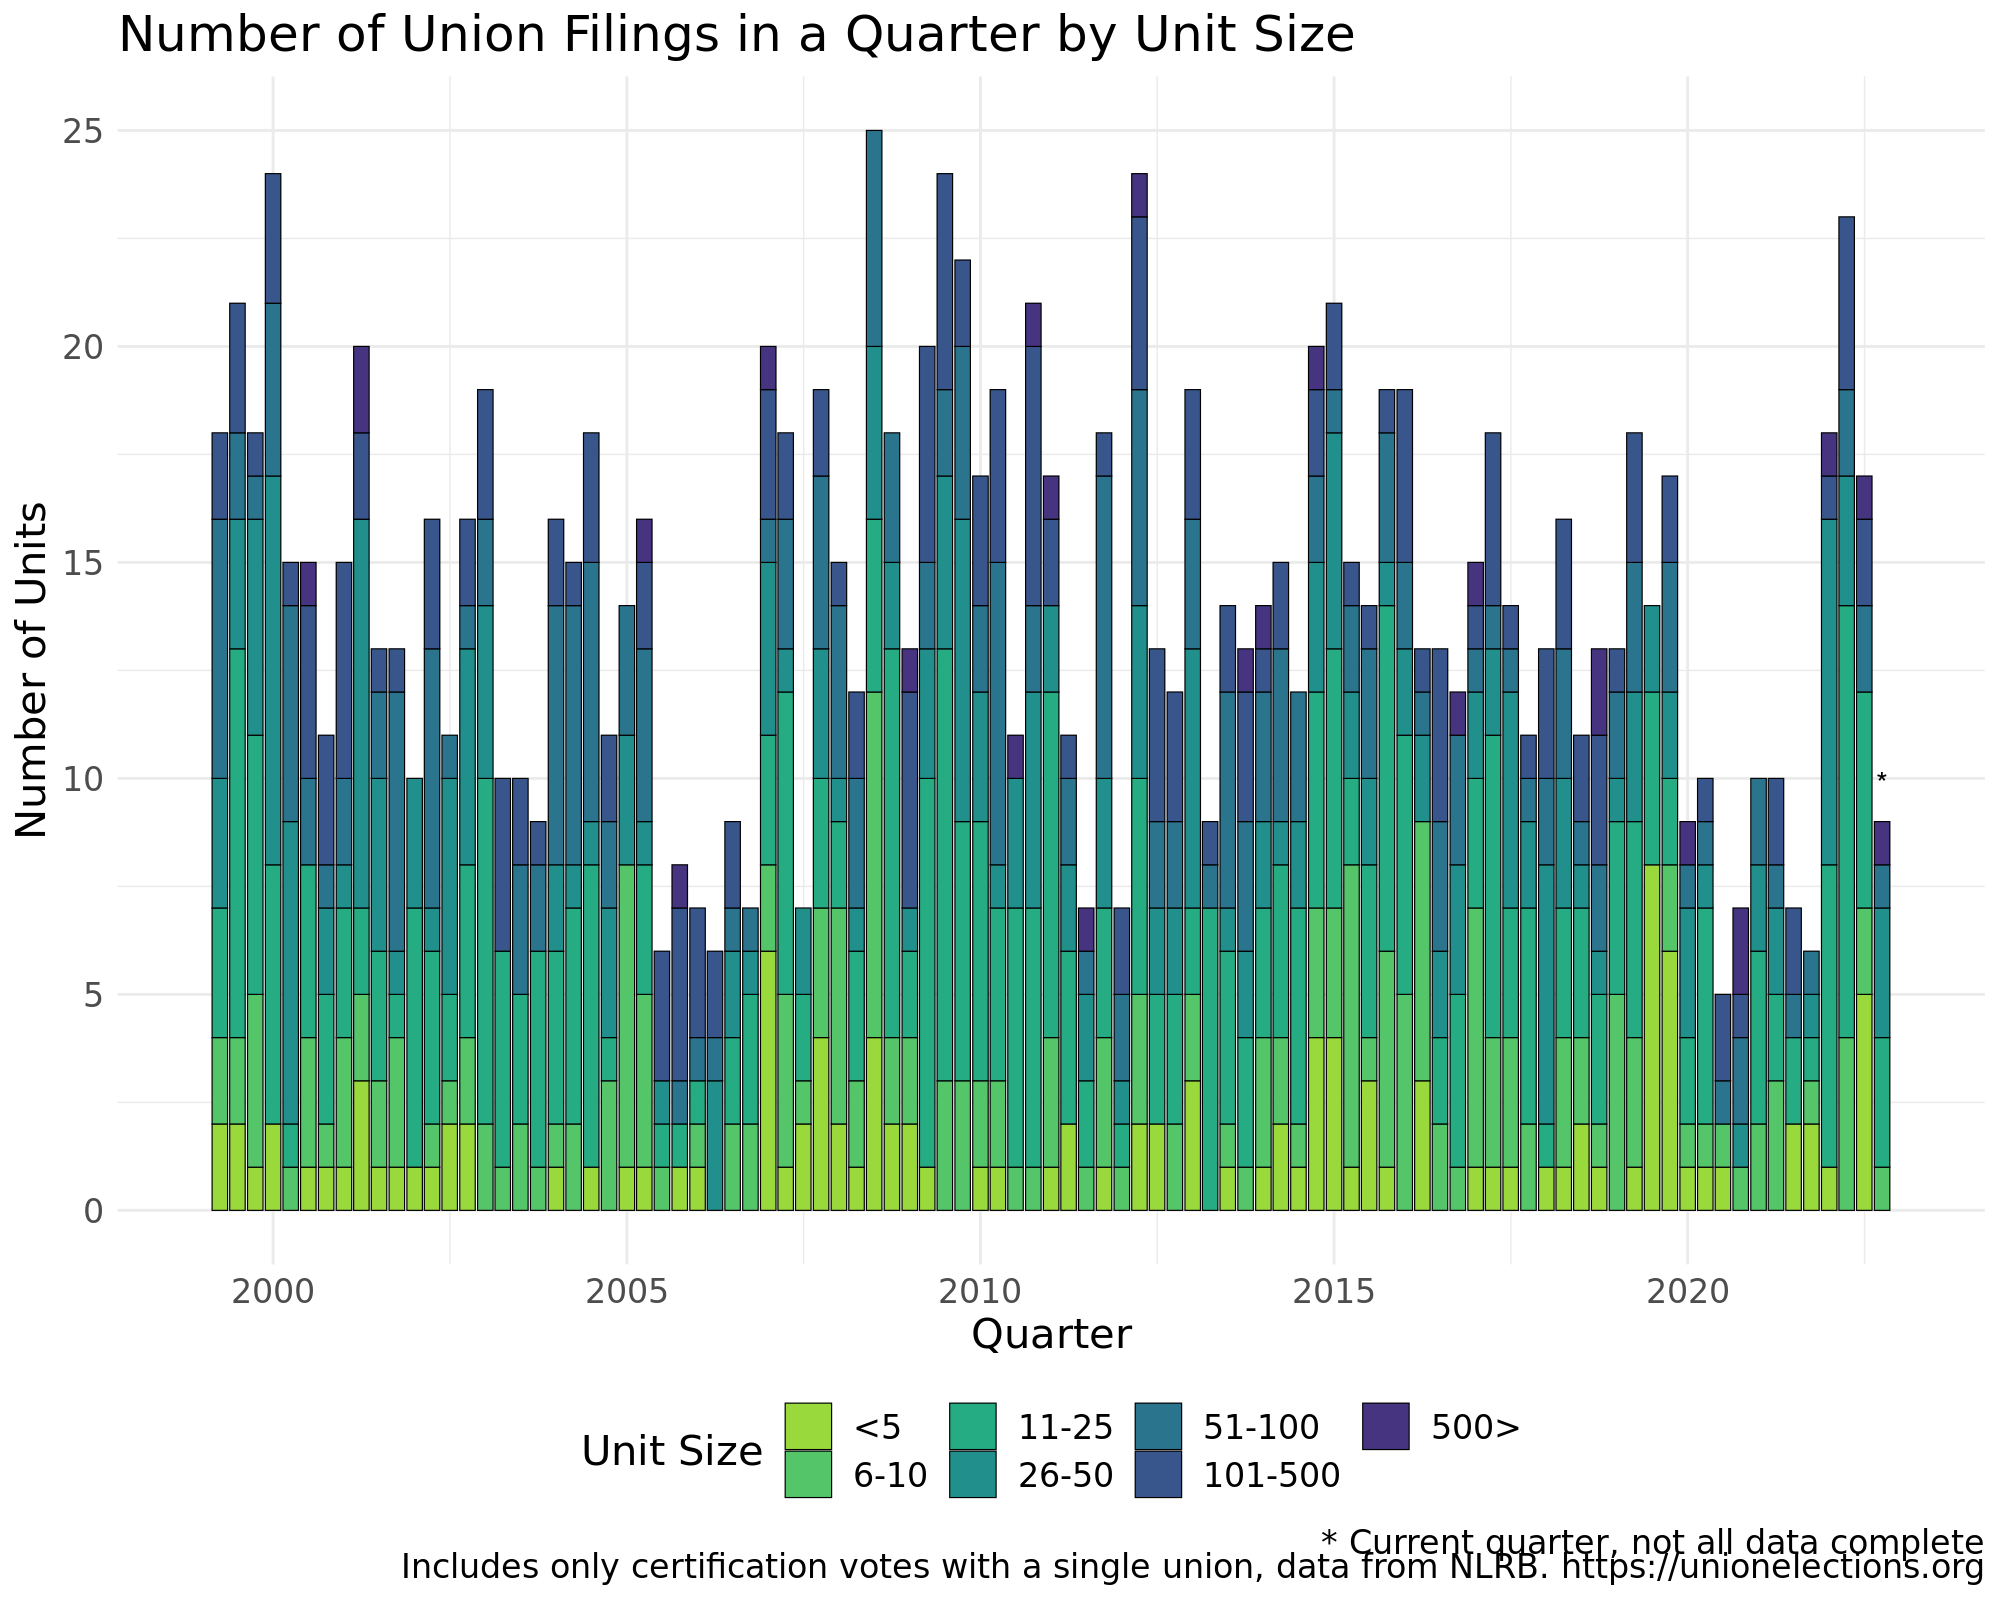 Number of Union Filings in a Quarter by Unit Size
Number of Units
25
20
15
10
5
0
*
2000 2005 2010 2015 2020
Quarter
Unit Size
<5 11-25 51-100 500>
6-10 26-50 101-500
* Current quarter, not all data complete
Includes only certification votes with a single union, data from NLRB. https://unionelections.org